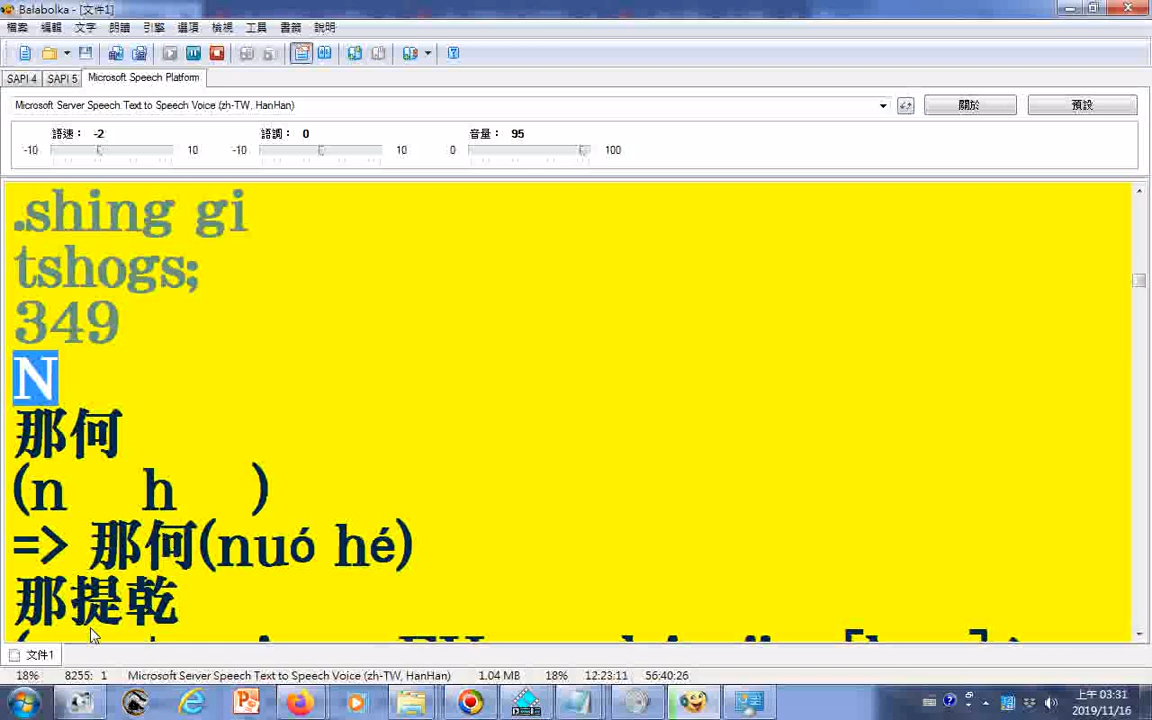 Balabolka - [文件1]
檔案 編輯 文字 朗讀 引擎 選項 檢視 工具 書籤 說明
SAPI 4 SAPI 5 Microsoft Speech Platform
Microsoft Server Speech Text to Speech Voice (zh-TW, HanHan) 關於 預設
語速： -2 語調： 0 音量： 95
-10 10 -10 10 0 100
.shing gi
tshogs;
349
N
那何
(n h )
=> 那何(nuó hé)
那提乾
文件1
18% 8255: 1 Microsoft Server Speech Text to Speech Voice (zh-TW, HanHan) 1.04 MB 18% 12:23:11 56:40:26
上午 03:31
2019/11/16